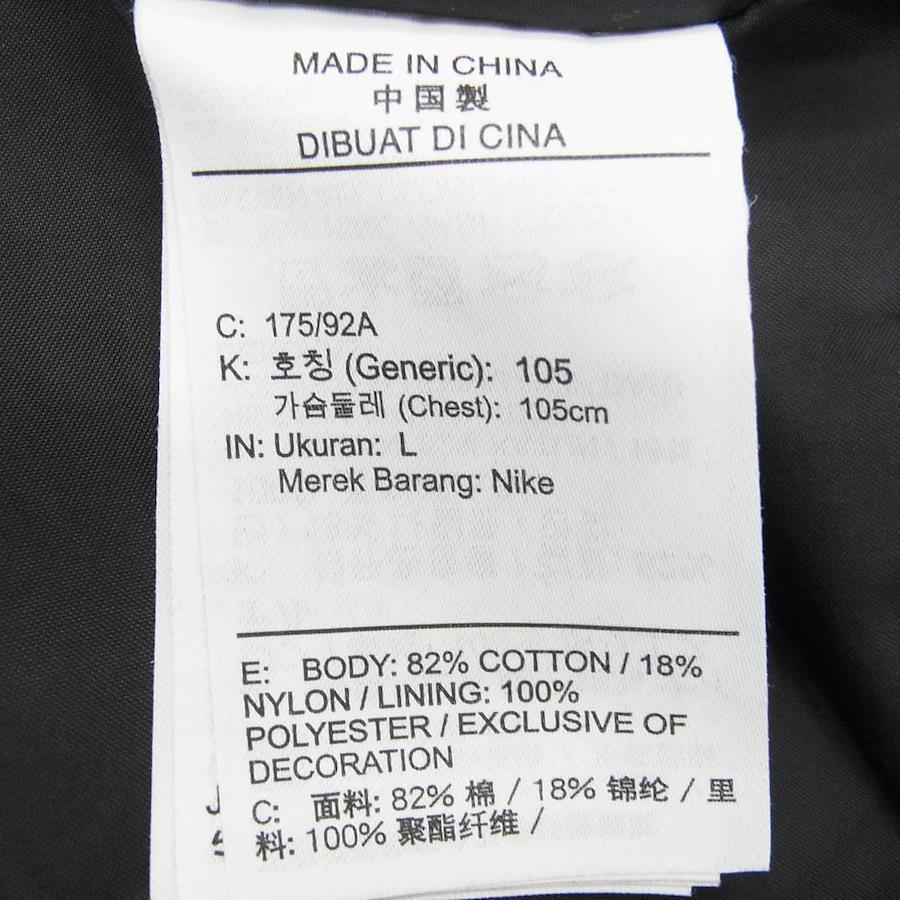 MADE IN CHINA
中国製
DIBUAT DI CINA
C: 175/92A
K: 호칭 (Generic): 105
가슴둘레 (Chest): 105cm
IN: Ukuran: L
Merek Barang: Nike
E: BODY: 82% COTTON / 18%
NYLON / LINING: 100%
POLYESTER / EXCLUSIVE OF
DECORATION
C: 面料: 82% 棉 / 18% 锦纶 / 里
料: 100% 聚酯纤维 /